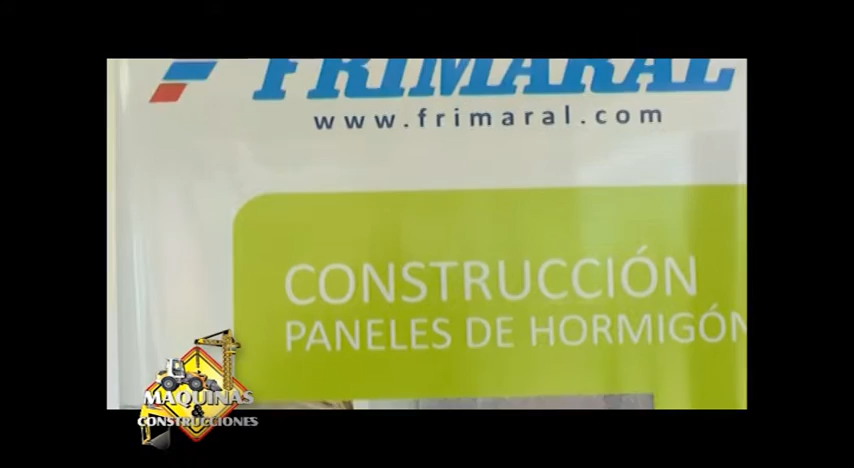 FRIMARAL
www.frimaral.com
CONSTRUCCIÓN
PANELES DE HORMIGÓN
MAQUINAS
&
CONSTRUCCIONES